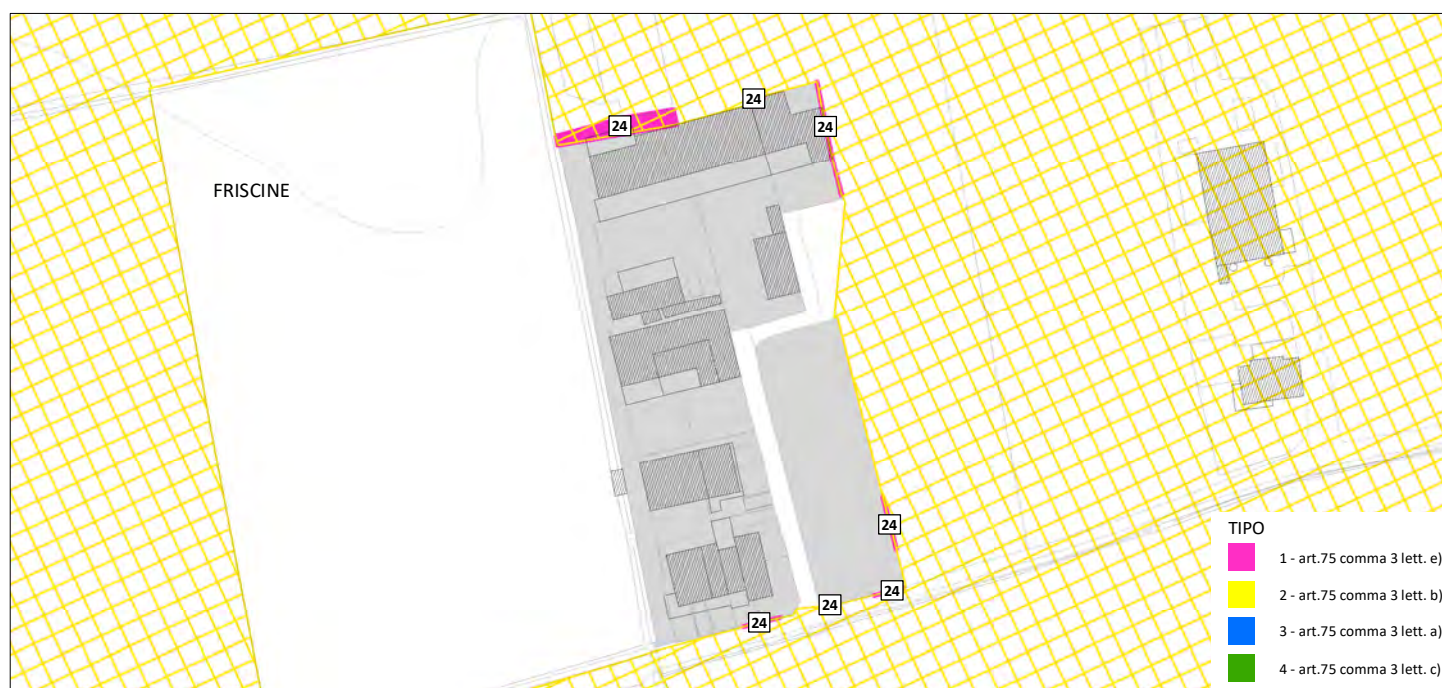 24
24
24
FRISCINE
24
24
24
24
TIPO
1 - art.75 comma 3 lett. e)
2 - art.75 comma 3 lett. b)
3 - art.75 comma 3 lett. a)
4 - art.75 comma 3 lett. c)